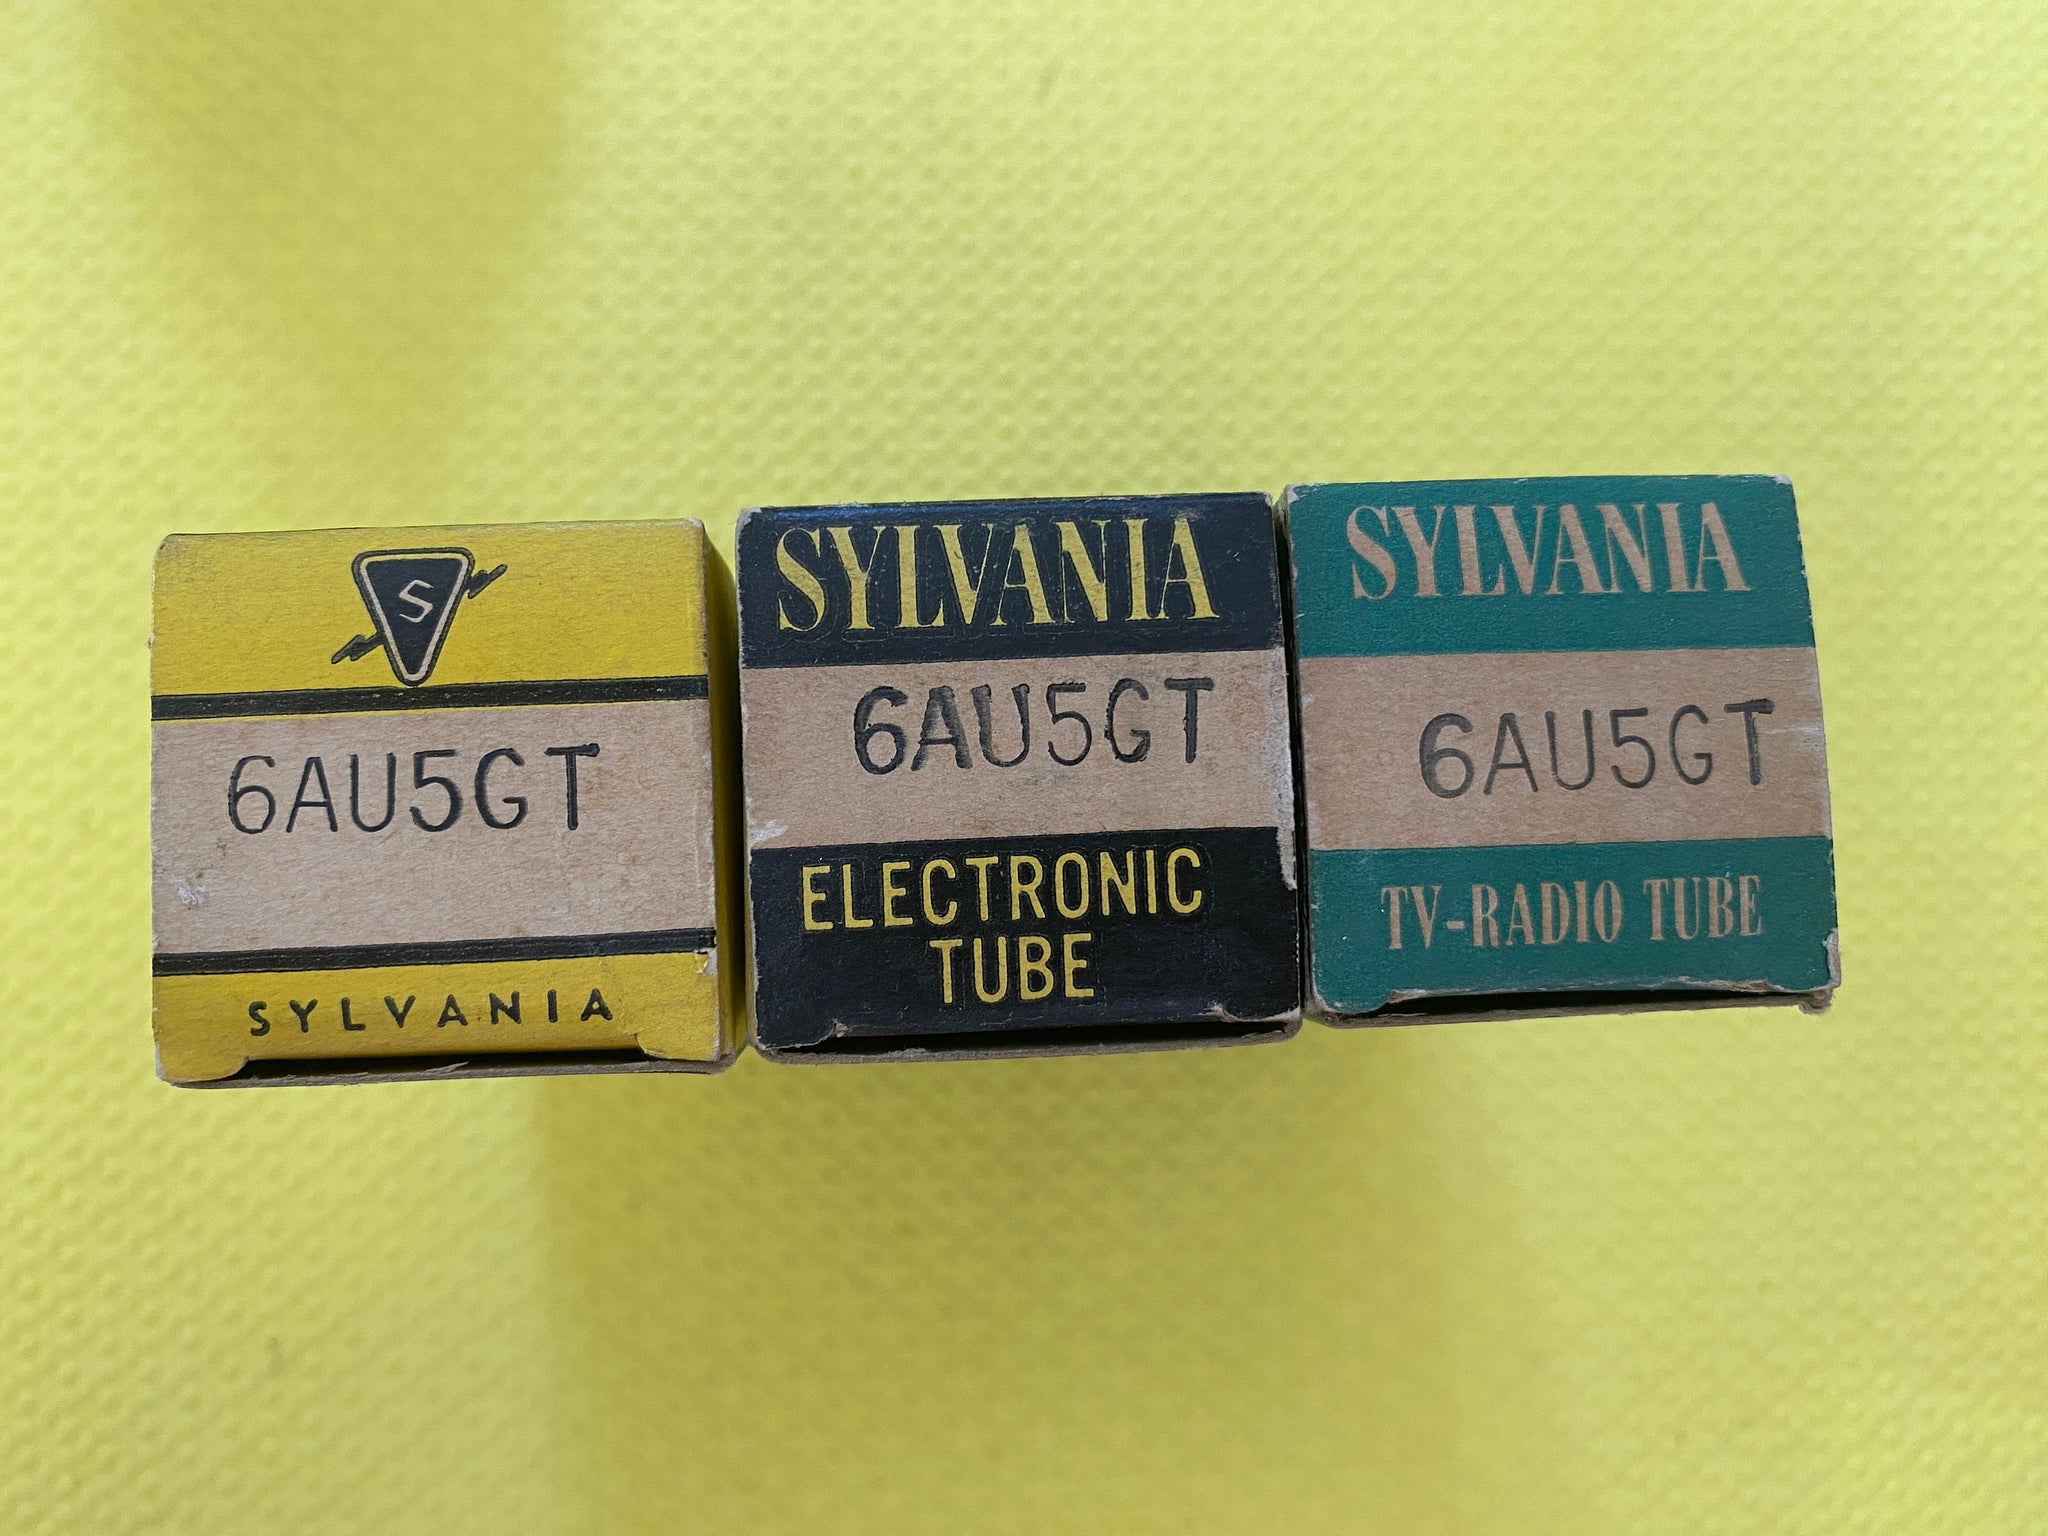 S
6AU5GT
SYLVANIA
SYLVANIA
6AU5GT
ELECTRONIC
TUBE
SYLVANIA
6AU5GT
TV-RADIO TUBE